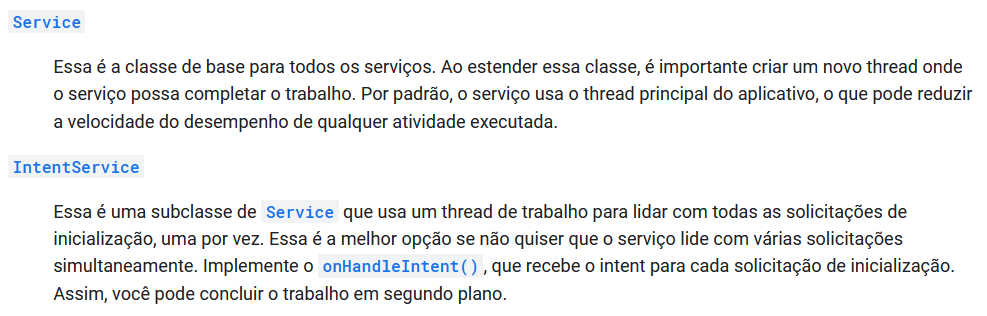 Service
Essa é a classe de base para todos os serviços. Ao estender essa classe, é importante criar um novo thread onde
o serviço possa completar o trabalho. Por padrão, o serviço usa o thread principal do aplicativo, o que pode reduzir
a velocidade do desempenho de qualquer atividade executada.
IntentService
Essa é uma subclasse de Service que usa um thread de trabalho para lidar com todas as solicitações de
inicialização, uma por vez. Essa é a melhor opção se não quiser que o serviço lide com várias solicitações
simultaneamente. Implemente o onHandleIntent(), que recebe o intent para cada solicitação de inicialização.
Assim, você pode concluir o trabalho em segundo plano.